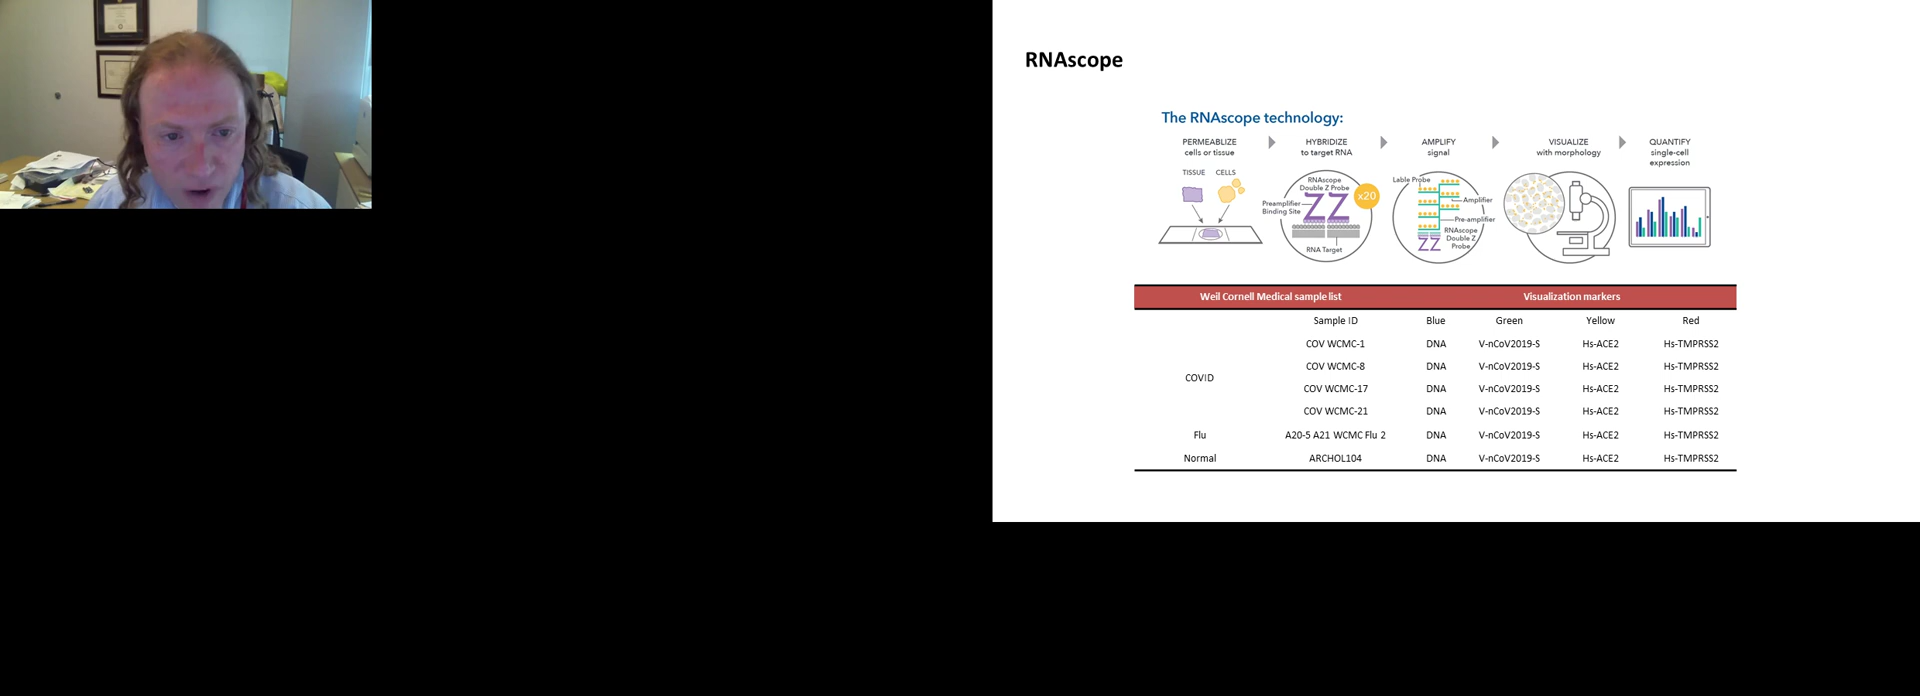 RNAscope
The RNAscope technology:
PERMEABLIZE
cells or tissue
HYBRIDIZE
to target RNA
AMPLIFY
signal
VISUALIZE
with morphology
QUANTIFY
single-cell
expression
TISSUE CELLS
RNAscope
Double Z Probe
x20
Preamplifier
Binding Site
RNA Target
Lable Probe
Amplifier
Pre-amplifier
RNAscope
Double Z
Probe
Weil Cornell Medical sample list Visualization markers
Sample ID Blue Green Yellow Red
COVID
COV WCMC-1 DNA V-nCoV2019-S Hs-ACE2 Hs-TMPRSS2
COV WCMC-8 DNA V-nCoV2019-S Hs-ACE2 Hs-TMPRSS2
COV WCMC-17 DNA V-nCoV2019-S Hs-ACE2 Hs-TMPRSS2
COV WCMC-21 DNA V-nCoV2019-S Hs-ACE2 Hs-TMPRSS2
Flu A20-5 A21 WCMC Flu 2 DNA V-nCoV2019-S Hs-ACE2 Hs-TMPRSS2
Normal ARCHOL104 DNA V-nCoV2019-S Hs-ACE2 Hs-TMPRSS2